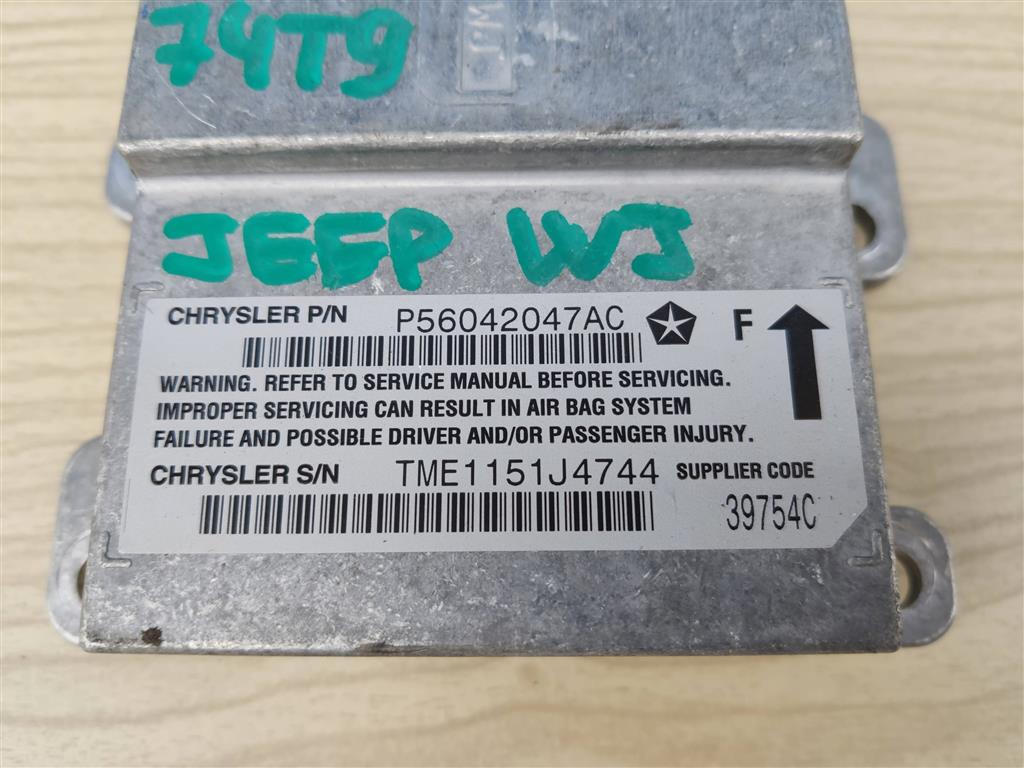 74T9
JEEP WJ
CHRYSLER P/N P56042047AC F
WARNING. REFER TO SERVICE MANUAL BEFORE SERVICING.
IMPROPER SERVICING CAN RESULT IN AIR BAG SYSTEM
FAILURE AND POSSIBLE DRIVER AND/OR PASSENGER INJURY.
CHRYSLER S/N TME1151J4744 SUPPLIER CODE
39754C